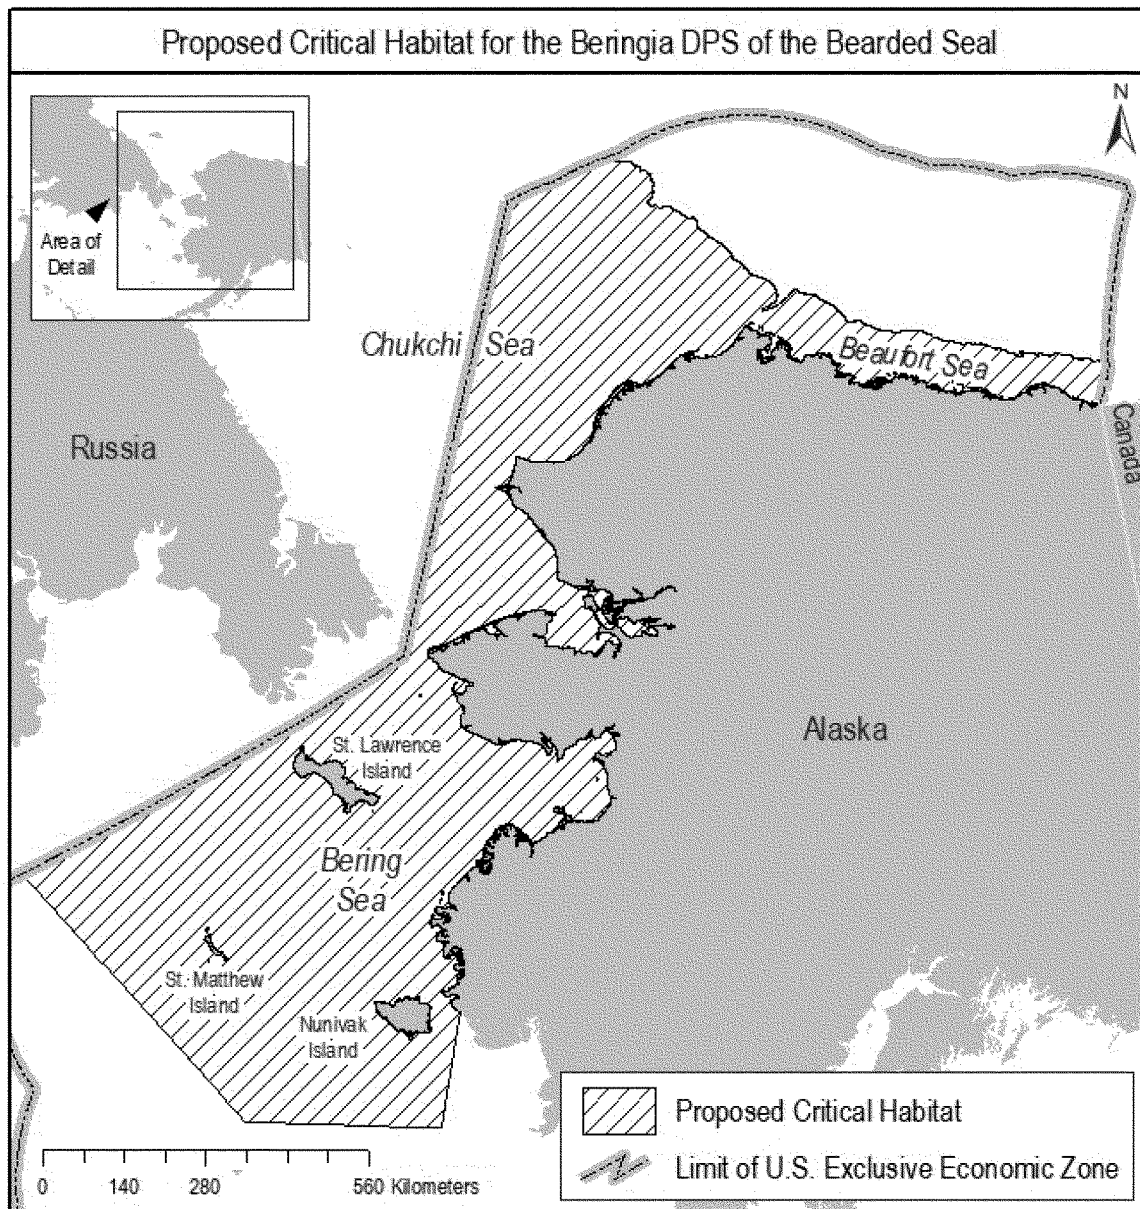 Proposed Critical Habitat for the Beringia DPS of the Bearded Seal
N
Area of
Detail
Chukchi Sea
Beaufort Sea
Russia
Canada
Alaska
St. Lawrence
Island
Bering
Sea
St. Matthew
Island
Nunivak
Island
Proposed Critical Habitat
Limit of U.S. Exclusive Economic Zone
0 140 280 560 Kilometers